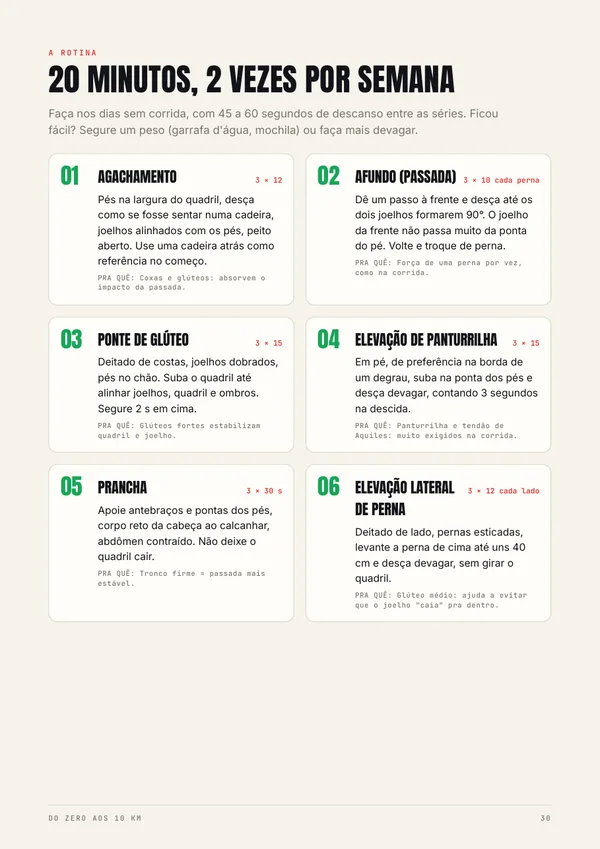 A ROTINA
20 MINUTOS, 2 VEZES POR SEMANA
Faça nos dias sem corrida, com 45 a 60 segundos de descanso entre as séries. Ficou
fácil? Segure um peso (garrafa d'água, mochila) ou faça mais devagar.
01 AGACHAMENTO 3 × 12
Pés na largura do quadril, desça
como se fosse sentar numa cadeira,
joelhos alinhados com os pés, peito
aberto. Use uma cadeira atrás como
referência no começo.
PRA QUÊ: Coxas e glúteos: absorvem o
impacto da passada.
02 AFUNDO (PASSADA) 3 × 10 cada perna
Dê um passo à frente e desça até os
dois joelhos formarem 90°. O joelho
da frente não passa muito da ponta
do pé. Volte e troque de perna.
PRA QUÊ: Força de uma perna por vez,
como na corrida.
03 PONTE DE GLÚTEO 3 × 15
Deitado de costas, joelhos dobrados,
pés no chão. Suba o quadril até
alinhar joelhos, quadril e ombros.
Segure 2 s em cima.
PRA QUÊ: Glúteos fortes estabilizam
quadril e joelho.
04 ELEVAÇÃO DE PANTURRILHA 3 × 15
Em pé, de preferência na borda de
um degrau, suba na ponta dos pés e
desça devagar, contando 3 segundos
na descida.
PRA QUÊ: Panturrilha e tendão de
Aquiles: muito exigidos na corrida.
05 PRANCHA 3 × 30 s
Apoie antebraços e pontas dos pés,
corpo reto da cabeça ao calcanhar,
abdômen contraído. Não deixe o
quadril cair.
PRA QUÊ: Tronco firme = passada mais
estável.
06 ELEVAÇÃO LATERAL 3 × 12 cada lado
DE PERNA
Deitado de lado, pernas esticadas,
levante a perna de cima até uns 40
cm e desça devagar, sem girar o
quadril.
PRA QUÊ: Glúteo médio: ajuda a evitar
que o joelho "caia" pra dentro.
DO ZERO AOS 10 KM 30